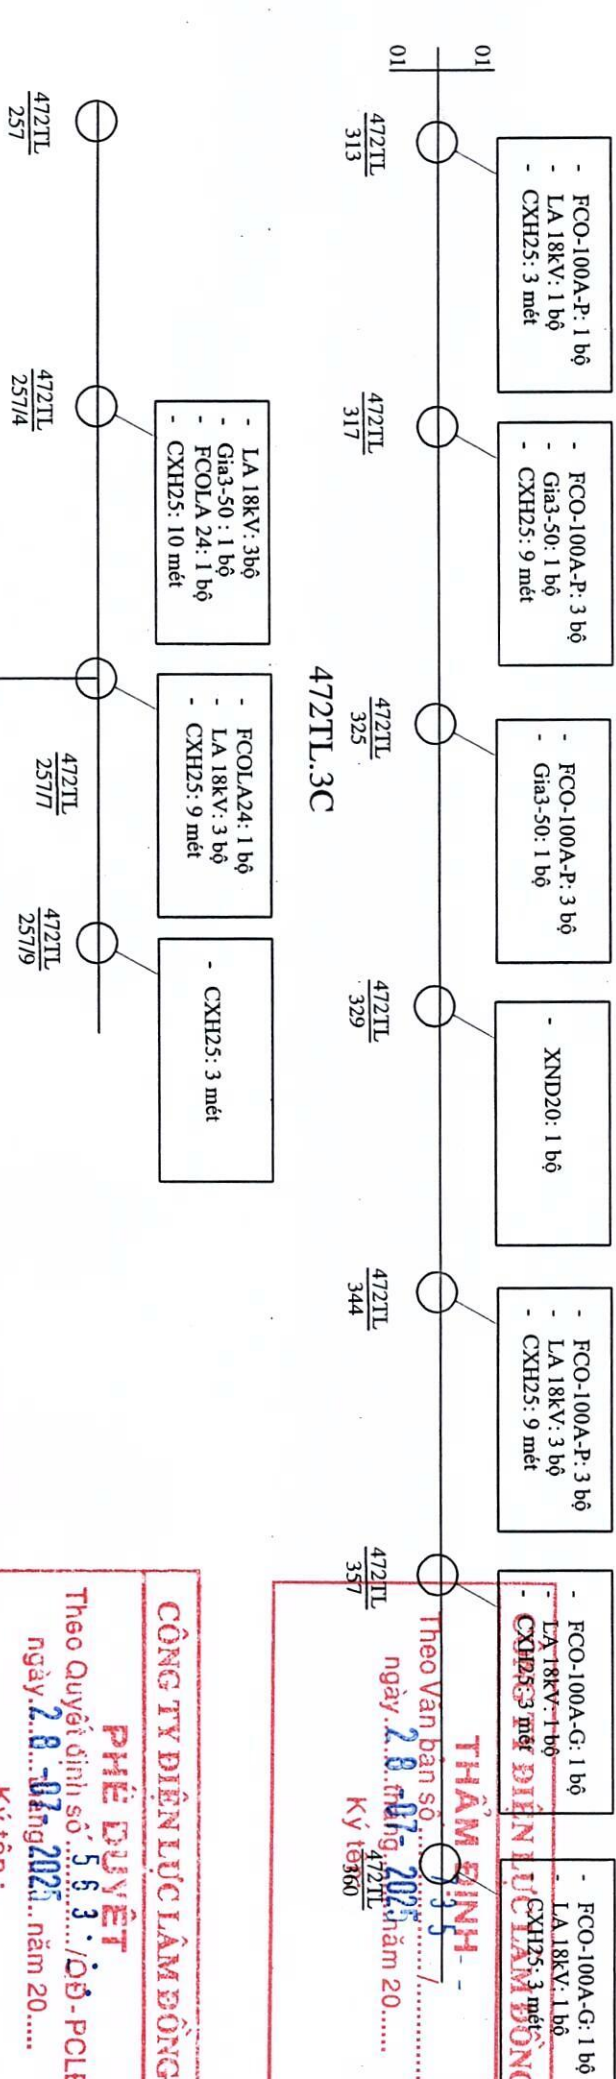 01
01
- FCO-100A-P: 1 bộ
- LA 18kV: 1 bộ
- CXH25: 3 mét
472TL
313
- FCO-100A-P: 3 bộ
- Gia3-50: 1 bộ
- CXH25: 9 mét
472TL
317
- FCO-100A-P: 3 bộ
- Gia3-50: 1 bộ
472TL
325
- XND20: 1 bộ
472TL
329
- FCO-100A-P: 3 bộ
- LA 18kV: 3 bộ
- CXH25: 9 mét
472TL
344
- FCO-100A-G: 1 bộ
- LA 18kV: 1 bộ
- CXH25: 3 mét
472TL
357
- FCO-100A-G: 1 bộ
- LA 18kV: 1 bộ
- CXH25: 3 mét
472TL
360
CÔNG TY ĐIỆN LỰC LÂM ĐỒNG
THẨM ĐỊNH
Theo Văn bản số 735 /
ngày 28 -07- 2025 năm 20......
Ký tên
472TL.3C
472TL
257
- LA 18kV: 3bộ
- Gia3-50 : 1 bộ
- FCOLA 24: 1 bộ
- CXH25: 10 mét
472TL
257/4
- FCOLA24: 1 bộ
- LA 18kV: 3 bộ
- CXH25: 9 mét
472TL
257/7
- CXH25: 3 mét
472TL
257/9
CÔNG TY ĐIỆN LỰC LÂM ĐỒNG
PHÊ DUYỆT
Theo Quyết định số 563 /QĐ-PCLĐ
ngày 28 -07- 2025 năm 20.....
Ký tên :